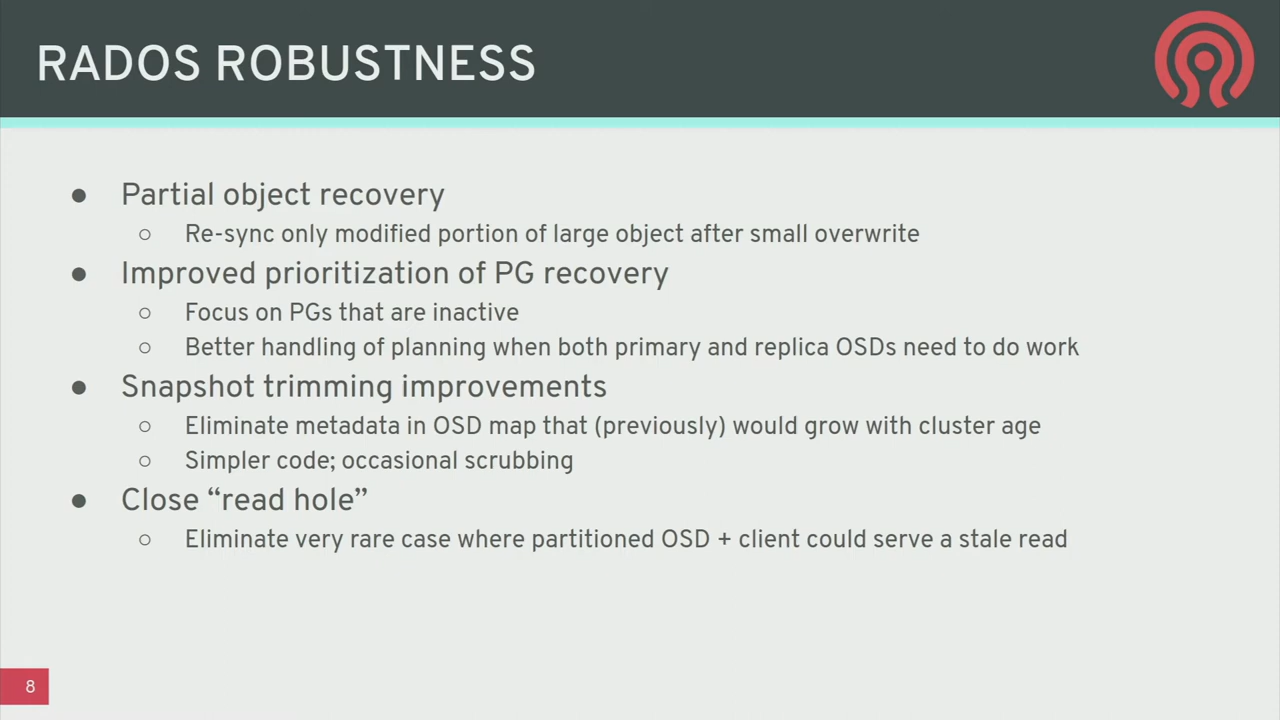 RADOS ROBUSTNESS
● Partial object recovery
○ Re-sync only modified portion of large object after small overwrite
● Improved prioritization of PG recovery
○ Focus on PGs that are inactive
○ Better handling of planning when both primary and replica OSDs need to do work
● Snapshot trimming improvements
○ Eliminate metadata in OSD map that (previously) would grow with cluster age
○ Simpler code; occasional scrubbing
● Close “read hole”
○ Eliminate very rare case where partitioned OSD + client could serve a stale read
8